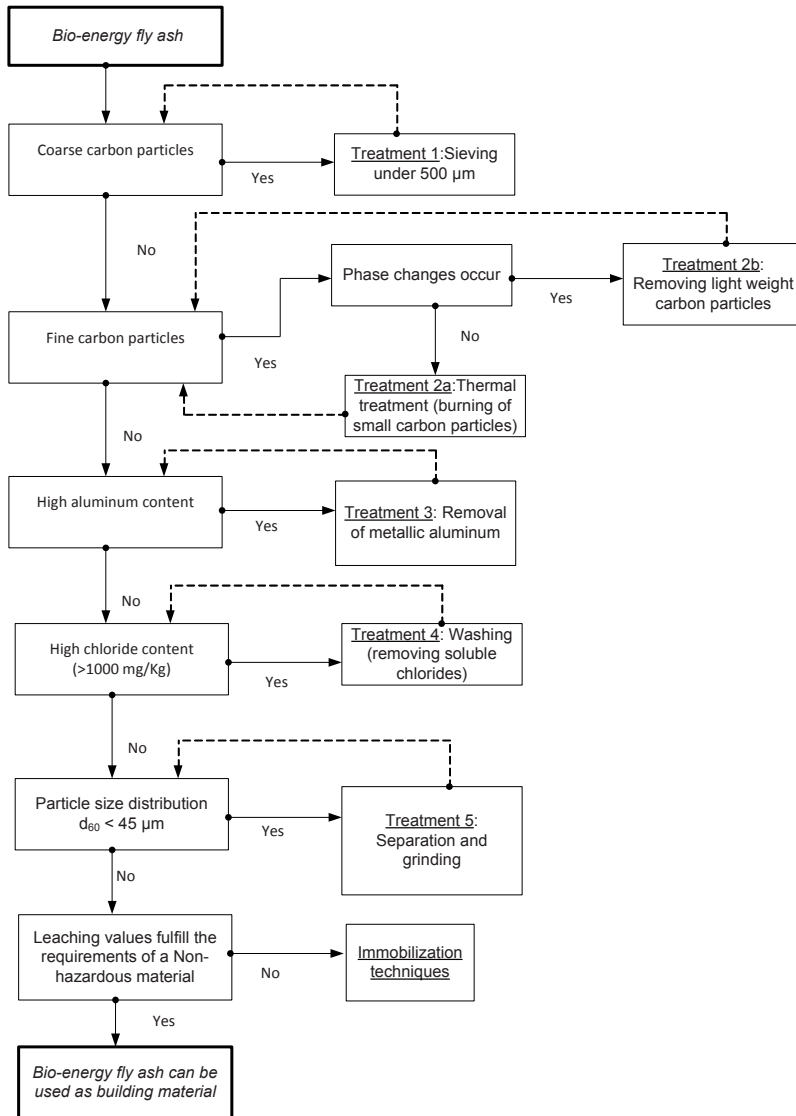 Bio-energy fly ash
Coarse carbon particles
Yes
Treatment 1:Sieving
under 500 µm
No
Phase changes occur
Yes
Treatment 2b:
Removing light weight
carbon particles
Fine carbon particles
Yes
No
Treatment 2a:Thermal
treatment (burning of
small carbon particles)
No
High aluminum content
Yes
Treatment 3: Removal
of metallic aluminum
No
High chloride content
(>1000 mg/Kg)
Yes
Treatment 4: Washing
(removing soluble
chlorides)
No
Particle size distribution
d₆₀ < 45 µm
Yes
Treatment 5:
Separation and
grinding
No
Leaching values fulfill the
requirements of a Non-
hazardous material
No
Immobilization
techniques
Yes
Bio-energy fly ash can be
used as building material